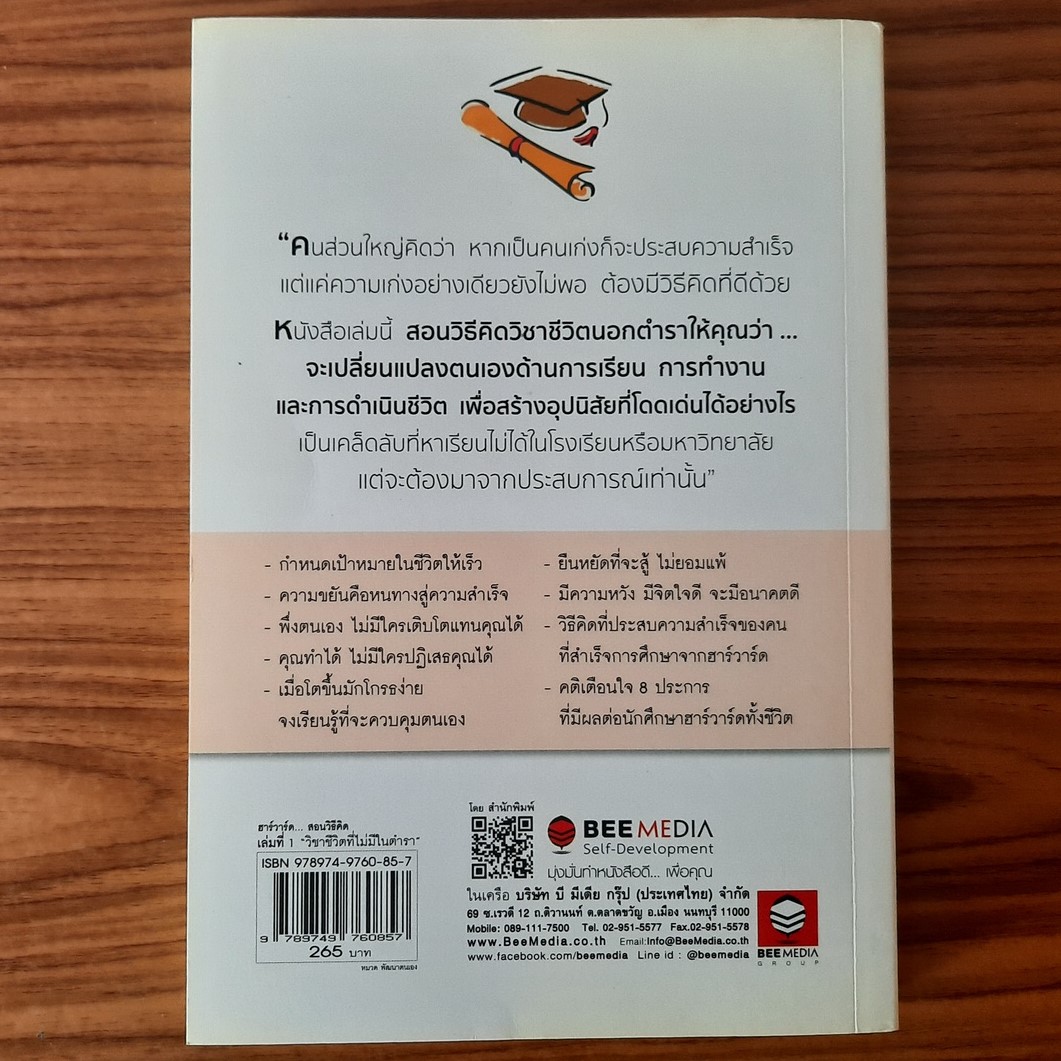 “คนส่วนใหญ่คิดว่า หากเป็นคนเก่งก็จะประสบความสำเร็จ
แต่แค่ความเก่งอย่างเดียวยังไม่พอ ต้องมีวิธีคิดที่ดีด้วย
หนังสือเล่มนี้ สอนวิธีคิดวิชาชีวิตนอกตำราให้คุณว่า ...
จะเปลี่ยนแปลงตนเองด้านการเรียน การทำงาน
และการดำเนินชีวิต เพื่อสร้างอุปนิสัยที่โดดเด่นได้อย่างไร
เป็นเคล็ดลับที่หาเรียนไม่ได้ในโรงเรียนหรือมหาวิทยาลัย
แต่จะต้องมาจากประสบการณ์เท่านั้น”
- กำหนดเป้าหมายในชีวิตให้เร็ว
- ความขยันคือหนทางสู่ความสำเร็จ
- พึ่งตนเอง ไม่มีใครเติบโตแทนคุณได้
- คุณทำได้ ไม่มีใครปฏิเสธคุณได้
- เมื่อโตขึ้นมักโกรธง่าย
จงเรียนรู้ที่จะควบคุมตนเอง
- ยืนหยัดที่จะสู้ ไม่ยอมแพ้
- มีความหวัง มีจิตใจดี จะมีอนาคตดี
- วิธีคิดที่ประสบความสำเร็จของคน
ที่สำเร็จการศึกษาจากฮาร์วาร์ด
- คติเตือนใจ 8 ประการ
ที่มีผลต่อนักศึกษาฮาร์วาร์ดทั้งชีวิต
ฮาร์วาร์ด... สอนวิธีคิด
เล่มที่ 1 “วิชาชีวิตที่ไม่มีในตำรา”
ISBN 978974-9760-85-7
9 789749 760857
265 บาท
หมวด พัฒนาตนเอง
โดย สำนักพิมพ์
BEE MEDIA
Self-Development
มุ่งมั่นทำหนังสือดี... เพื่อคุณ
ในเครือ บริษัท บี มีเดีย กรุ๊ป (ประเทศไทย) จำกัด
69 ซ.เรวดี 12 ถ.ติวานนท์ ต.ตลาดขวัญ อ.เมือง นนทบุรี 11000
Mobile: 089-111-7500 Tel. 02-951-5577 Fax.02-951-5578
www.BeeMedia.co.th Email:Info@BeeMedia.co.th
www.facebook.com/beemedia Line id : @beemedia
BEE MEDIA
GROUP